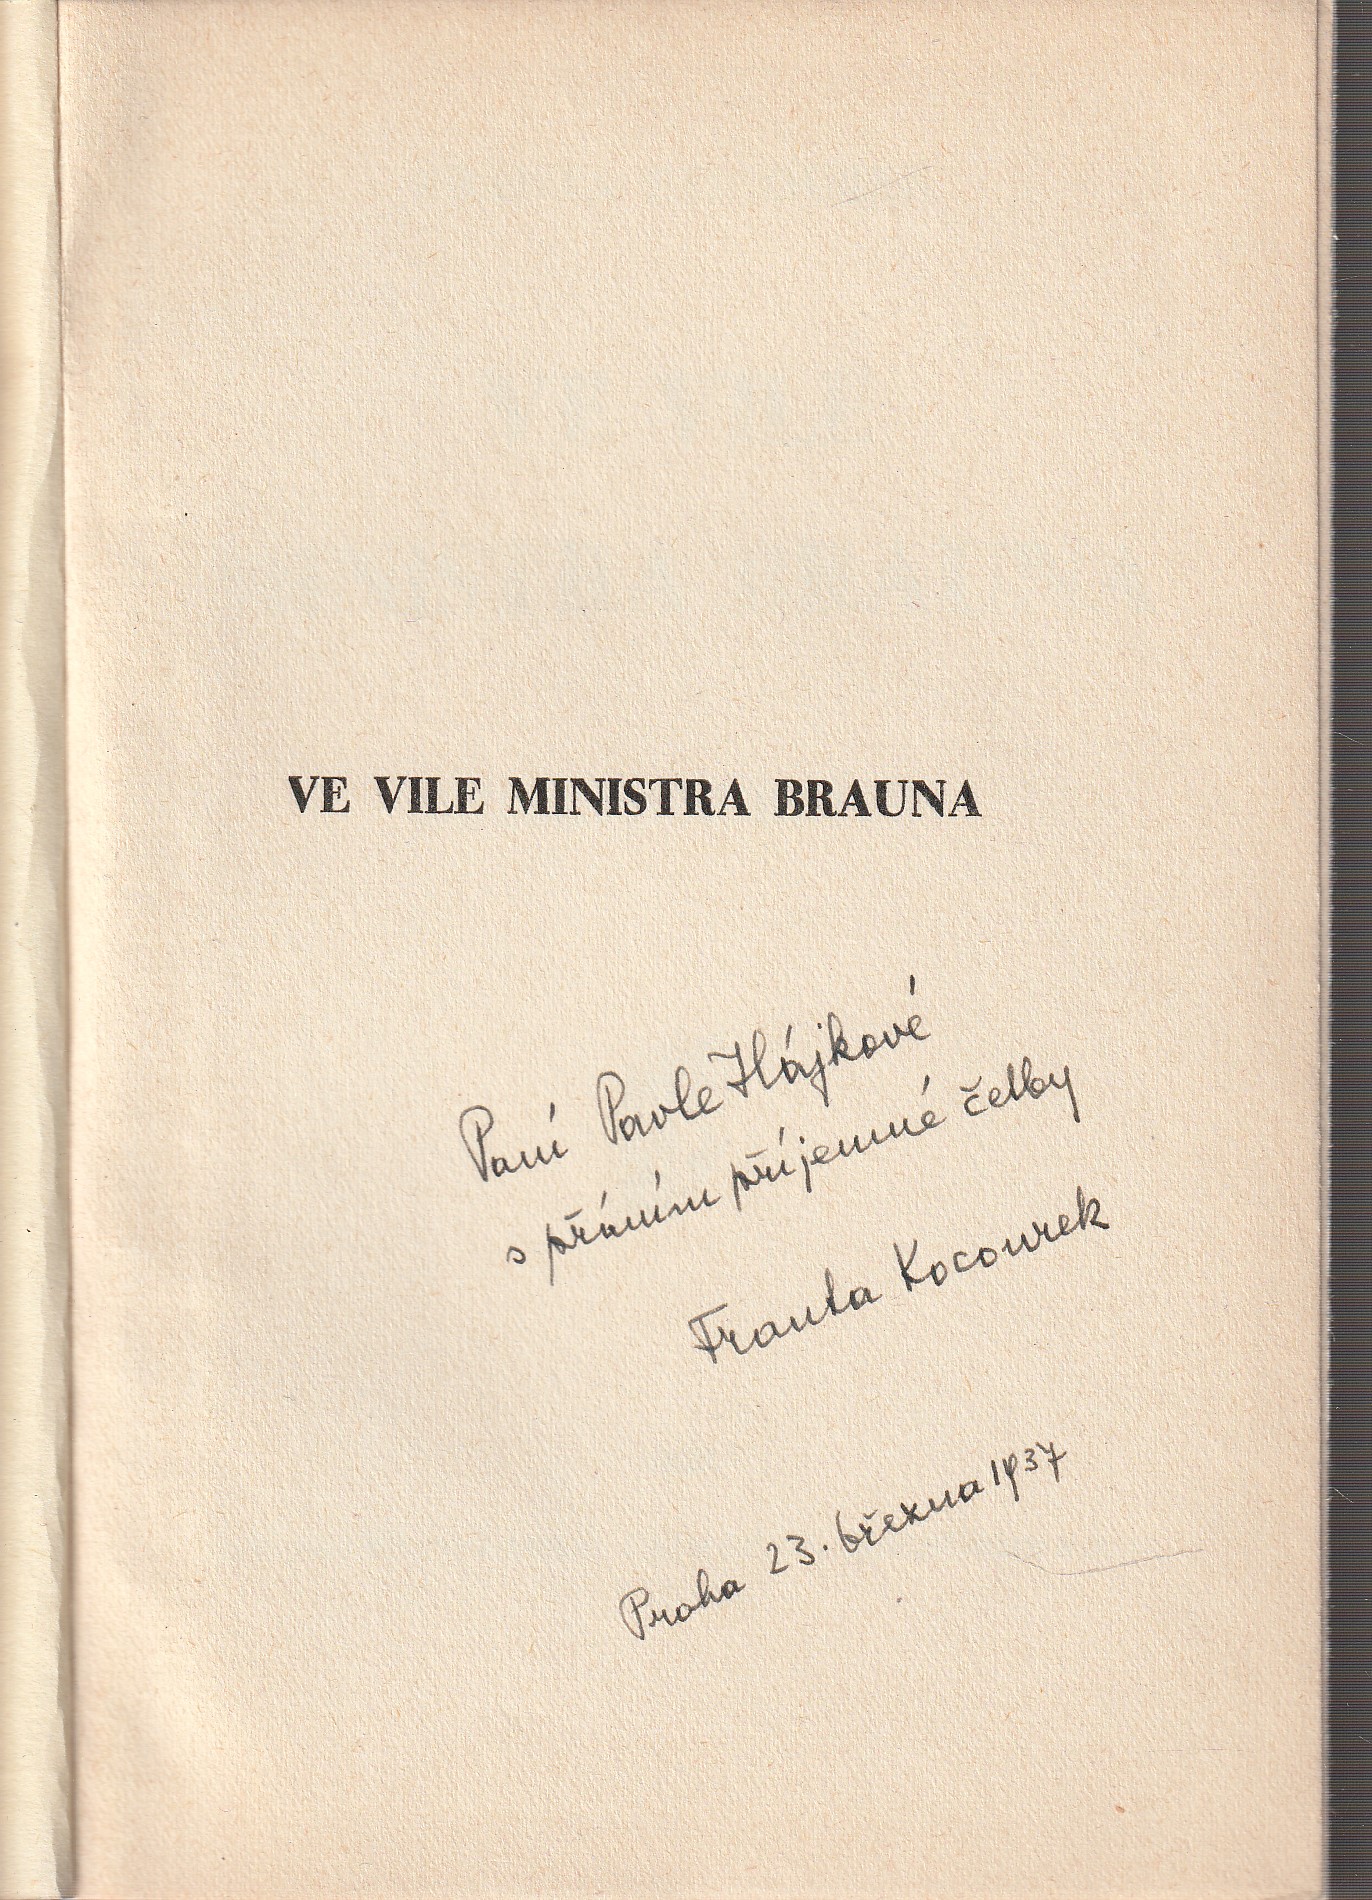 VE VILE MINISTRA BRAUNA
Paní Pavle Hájkové
s přáním příjemné četby
Franta Kocourek
Praha 23. března 1937